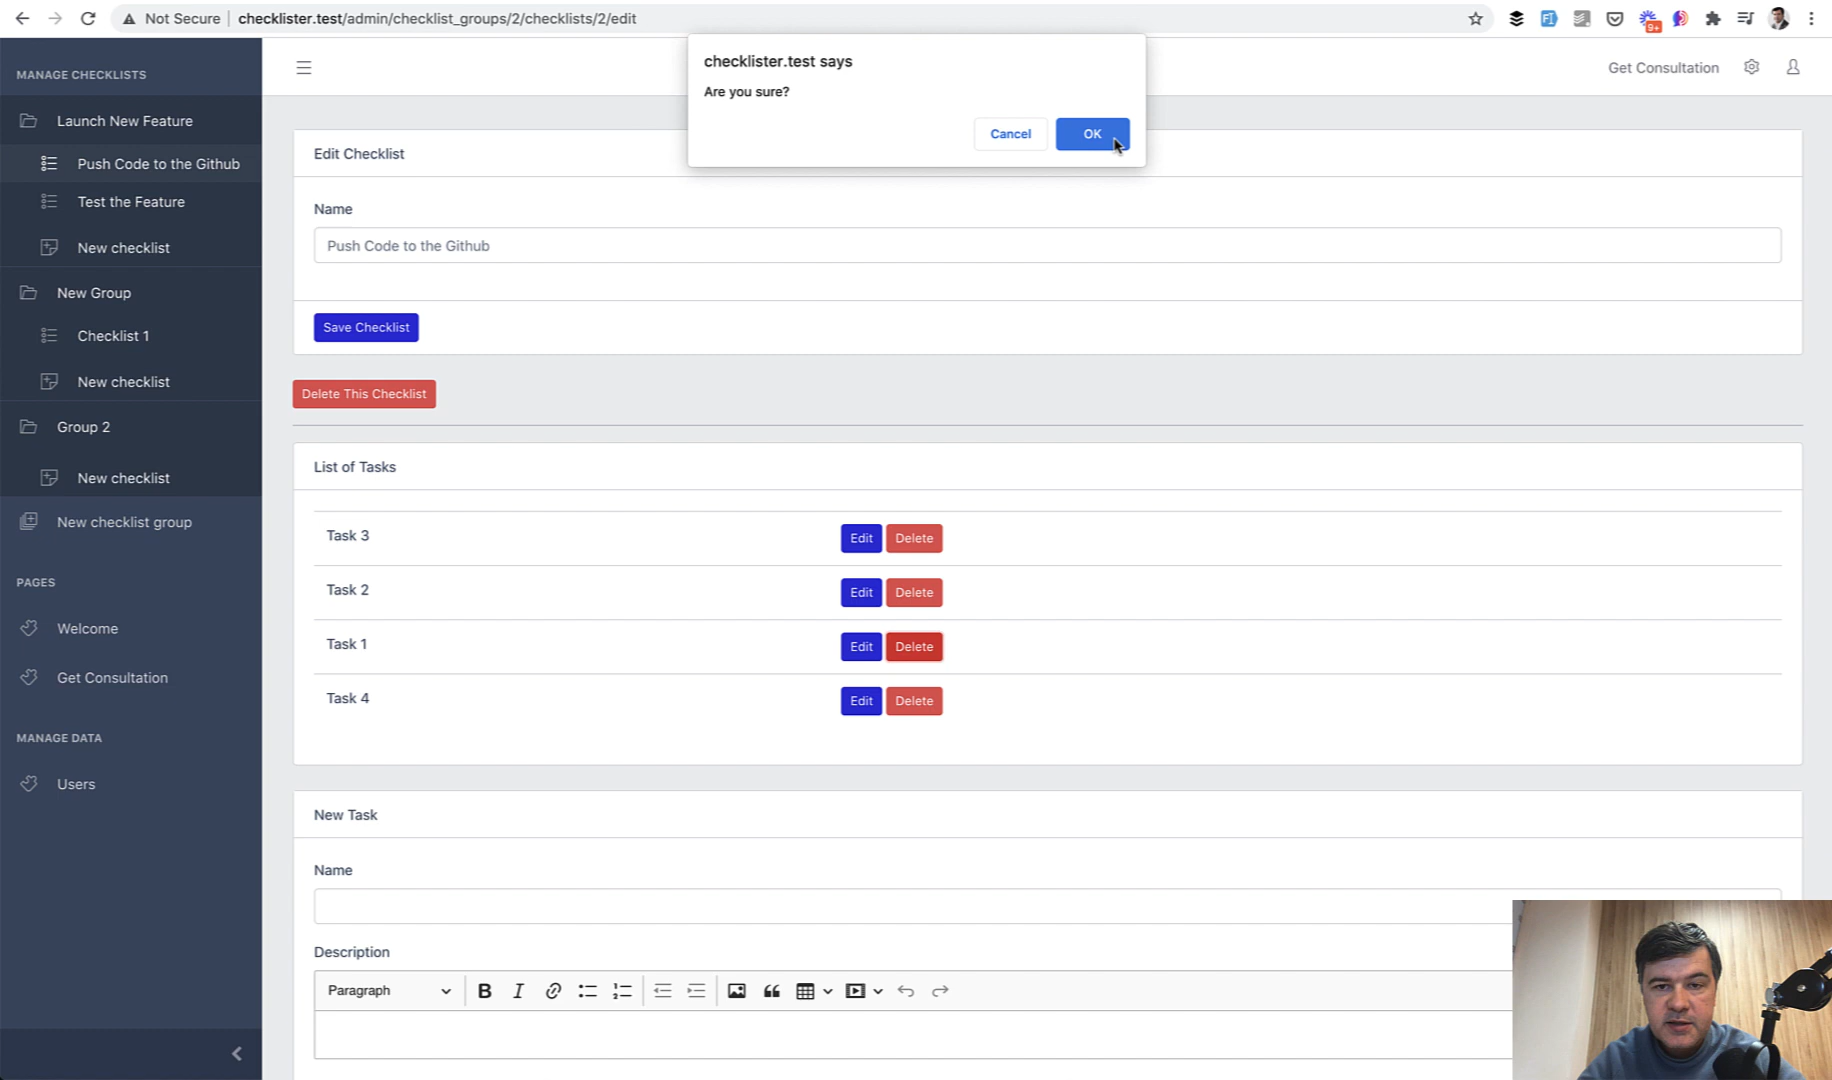 Not Secure
checklister.test/admin/checklist_groups/2/checklists/2/edit
9+
MANAGE CHECKLISTS
Launch New Feature
Push Code to the Github
Test the Feature
New checklist
New Group
Checklist 1
New checklist
Group 2
New checklist
New checklist group
PAGES
Welcome
Get Consultation
MANAGE DATA
Users
Get Consultation
checklister.test says
Are you sure?
Cancel
OK
Edit Checklist
Name
Push Code to the Github
Save Checklist
Delete This Checklist
List of Tasks
Task 3 Edit Delete
Task 2 Edit Delete
Task 1 Edit Delete
Task 4 Edit Delete
New Task
Name
Description
Paragraph